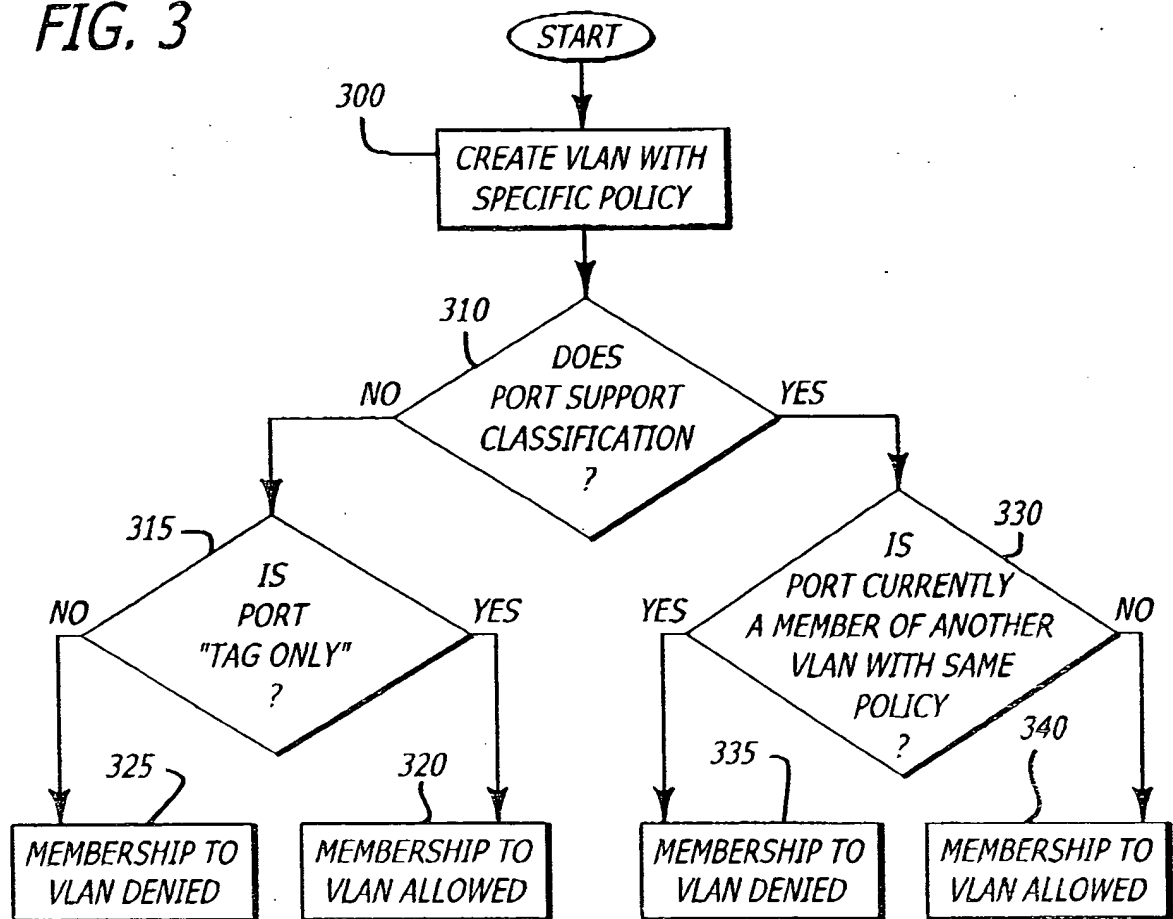 FIG. 3
START
300
CREATE VLAN WITH
SPECIFIC POLICY
310
DOES
PORT SUPPORT
CLASSIFICATION
?
NO
YES
315
IS
PORT
"TAG ONLY"
?
NO
YES
330
IS
PORT CURRENTLY
A MEMBER OF ANOTHER
VLAN WITH SAME
POLICY
?
YES
NO
325
MEMBERSHIP TO
VLAN DENIED
320
MEMBERSHIP TO
VLAN ALLOWED
335
MEMBERSHIP TO
VLAN DENIED
340
MEMBERSHIP TO
VLAN ALLOWED